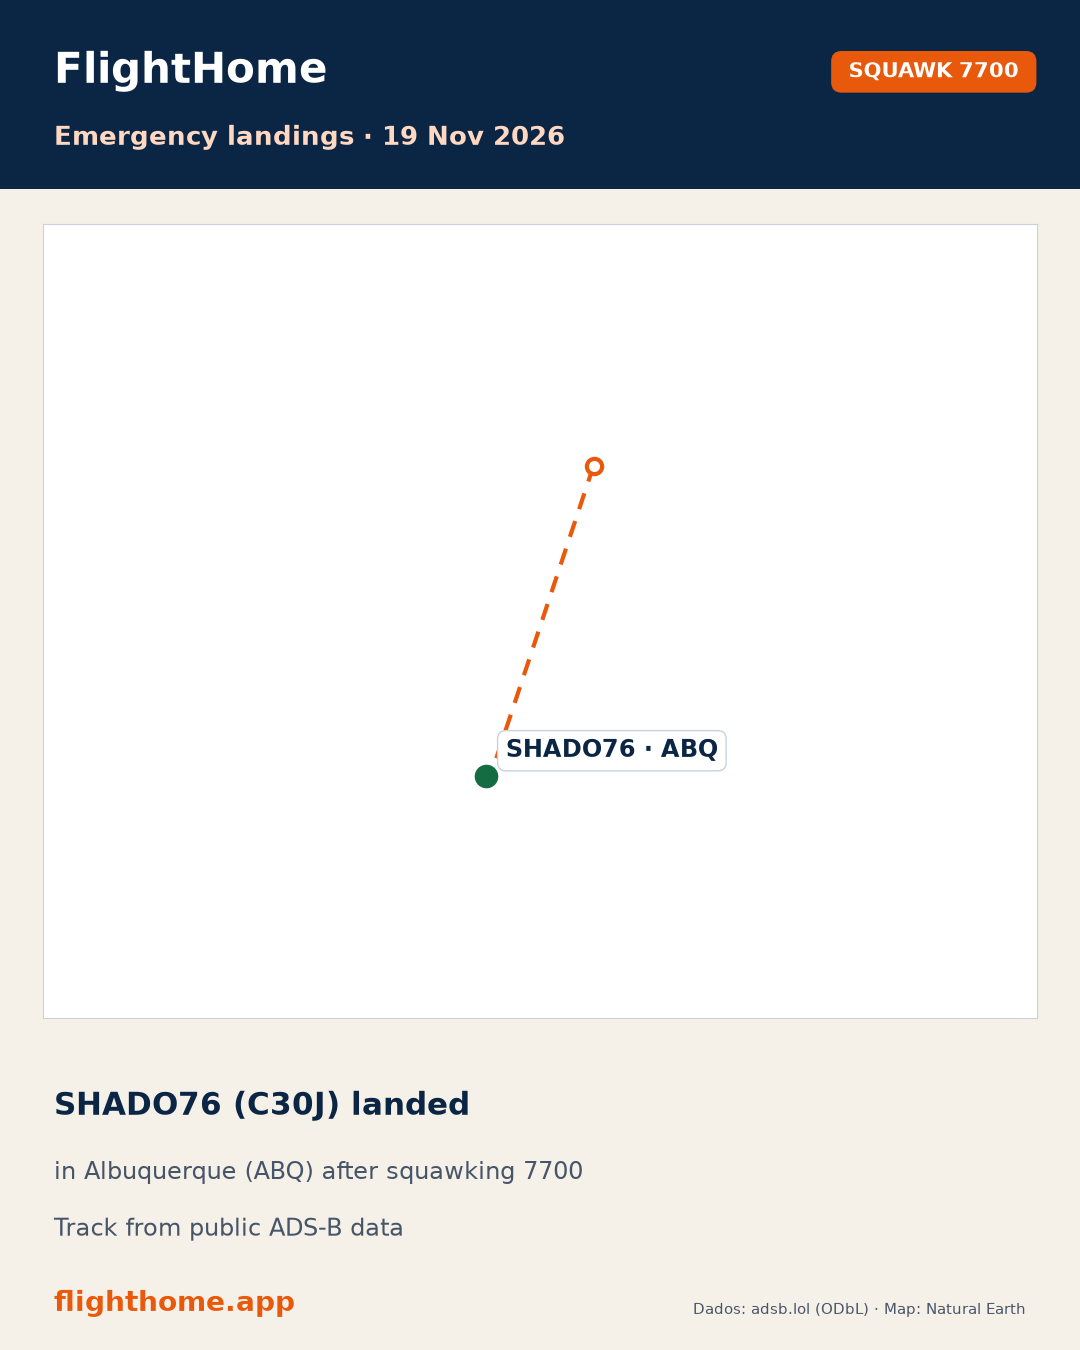 FlightHome
SQUAWK 7700
Emergency landings · 19 Nov 2026
SHADO76 · ABQ
SHADO76 (C30J) landed
in Albuquerque (ABQ) after squawking 7700
Track from public ADS-B data
flighthome.app
Dados: adsb.lol (ODbL) · Map: Natural Earth